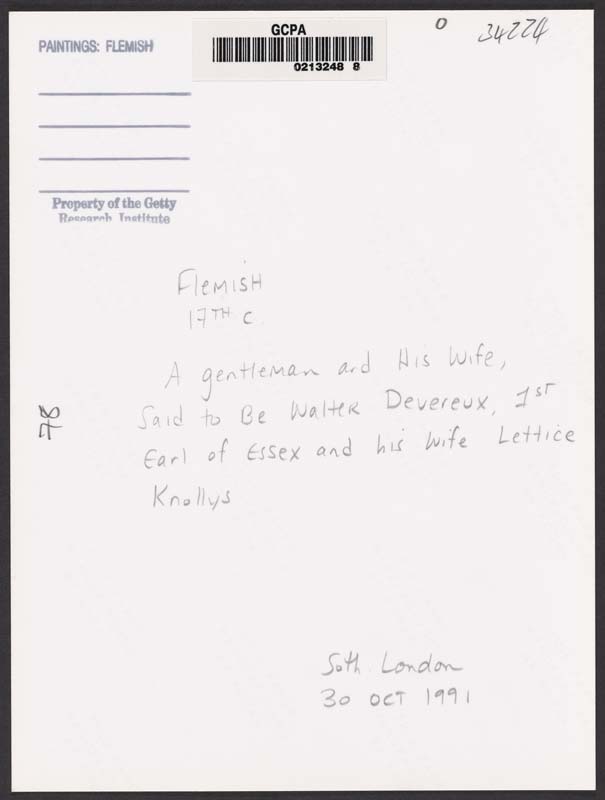 PAINTINGS: FLEMISH
GCPA
0213248 8
0 34224
Property of the Getty
Research Institute
Flemish
17TH C
A gentleman and His Wife,
Said to Be Walter Devereux, 1st
Earl of Essex and his Wife Lettice
Knollys
78
Soth. London
30 OCT 1991